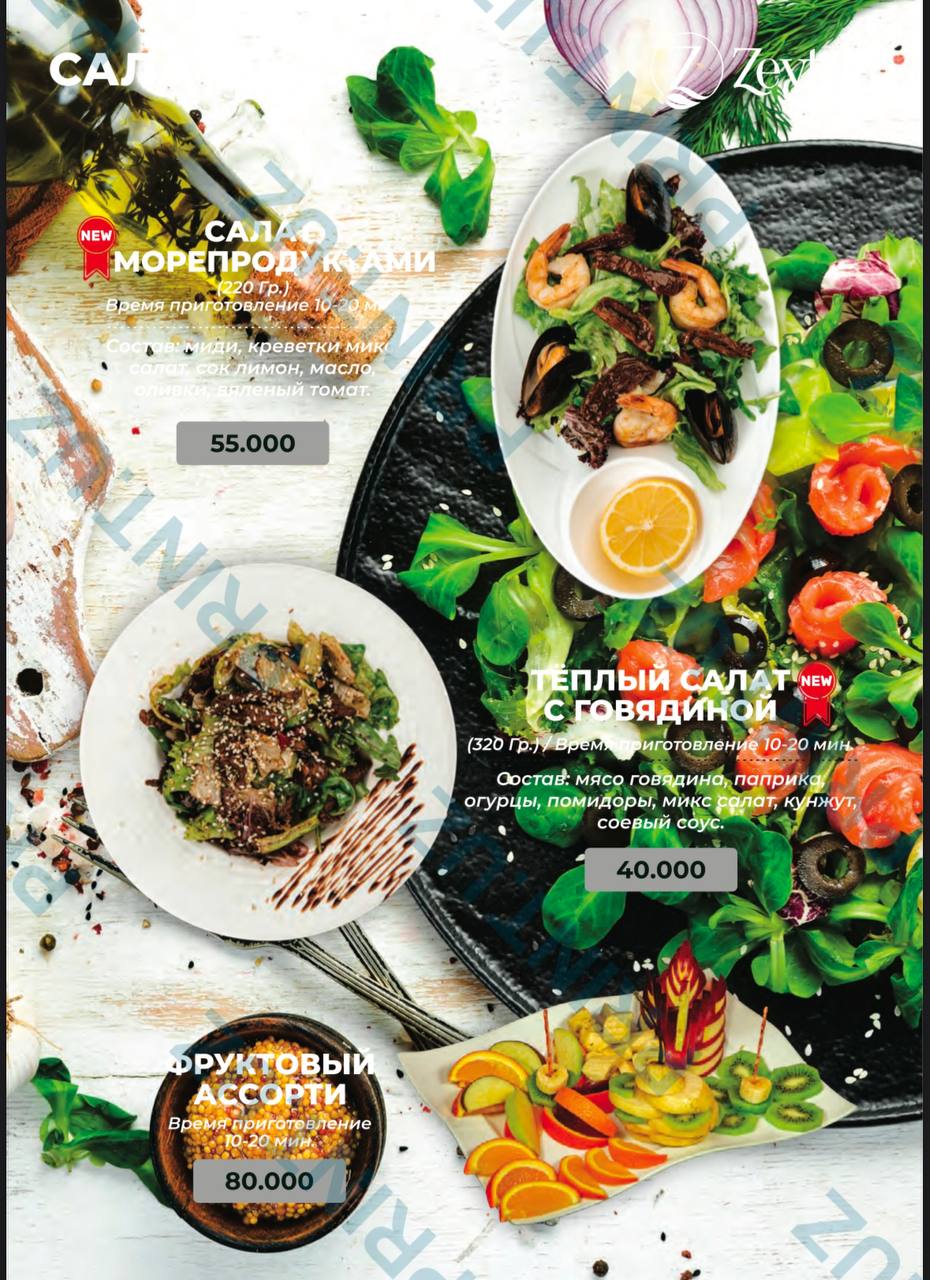 NEW
МОРЕПРОДУКТАМИ
(220 Гр.)
Время приготовление 10-20 м
Состав: миди, креветки микс
салат, сок лимон, масло,
оливки, вяленый томат.
55.000
ТЁПЛЫЙ САЛАТ NEW
С ГОВЯДИНОЙ
(320 Гр.) / Время приготовление 10-20 мин.
Состав: мясо говядина, паприка,
огурцы, помидоры, микс салат, кунжут,
соевый соус.
40.000
ФРУКТОВЫЙ
АССОРТИ
Время приготовление
10-20 мин.
80.000